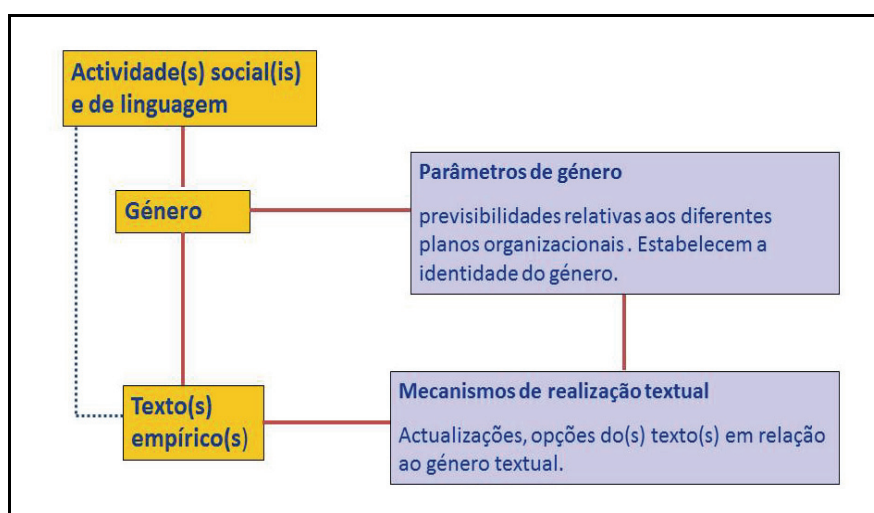 Actividade(s) social(is)
e de linguagem
Género
Parâmetros de género
previsibilidades relativas aos diferentes
planos organizacionais . Estabelecem a
identidade do género.
Texto(s)
empírico(s)
Mecanismos de realização textual
Actualizações, opções do(s) texto(s) em relação
ao género textual.